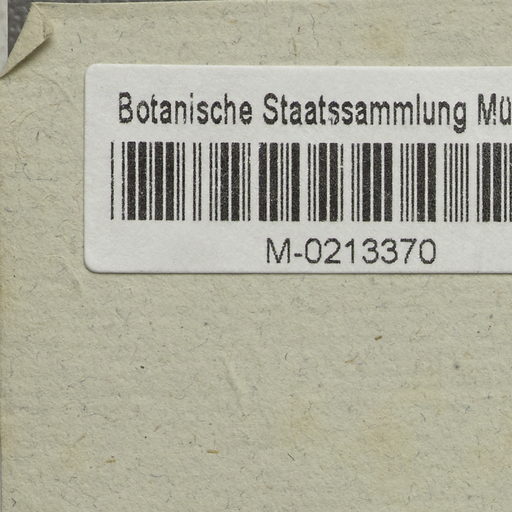 Botanische Staatssammlung Mü
M-0213370